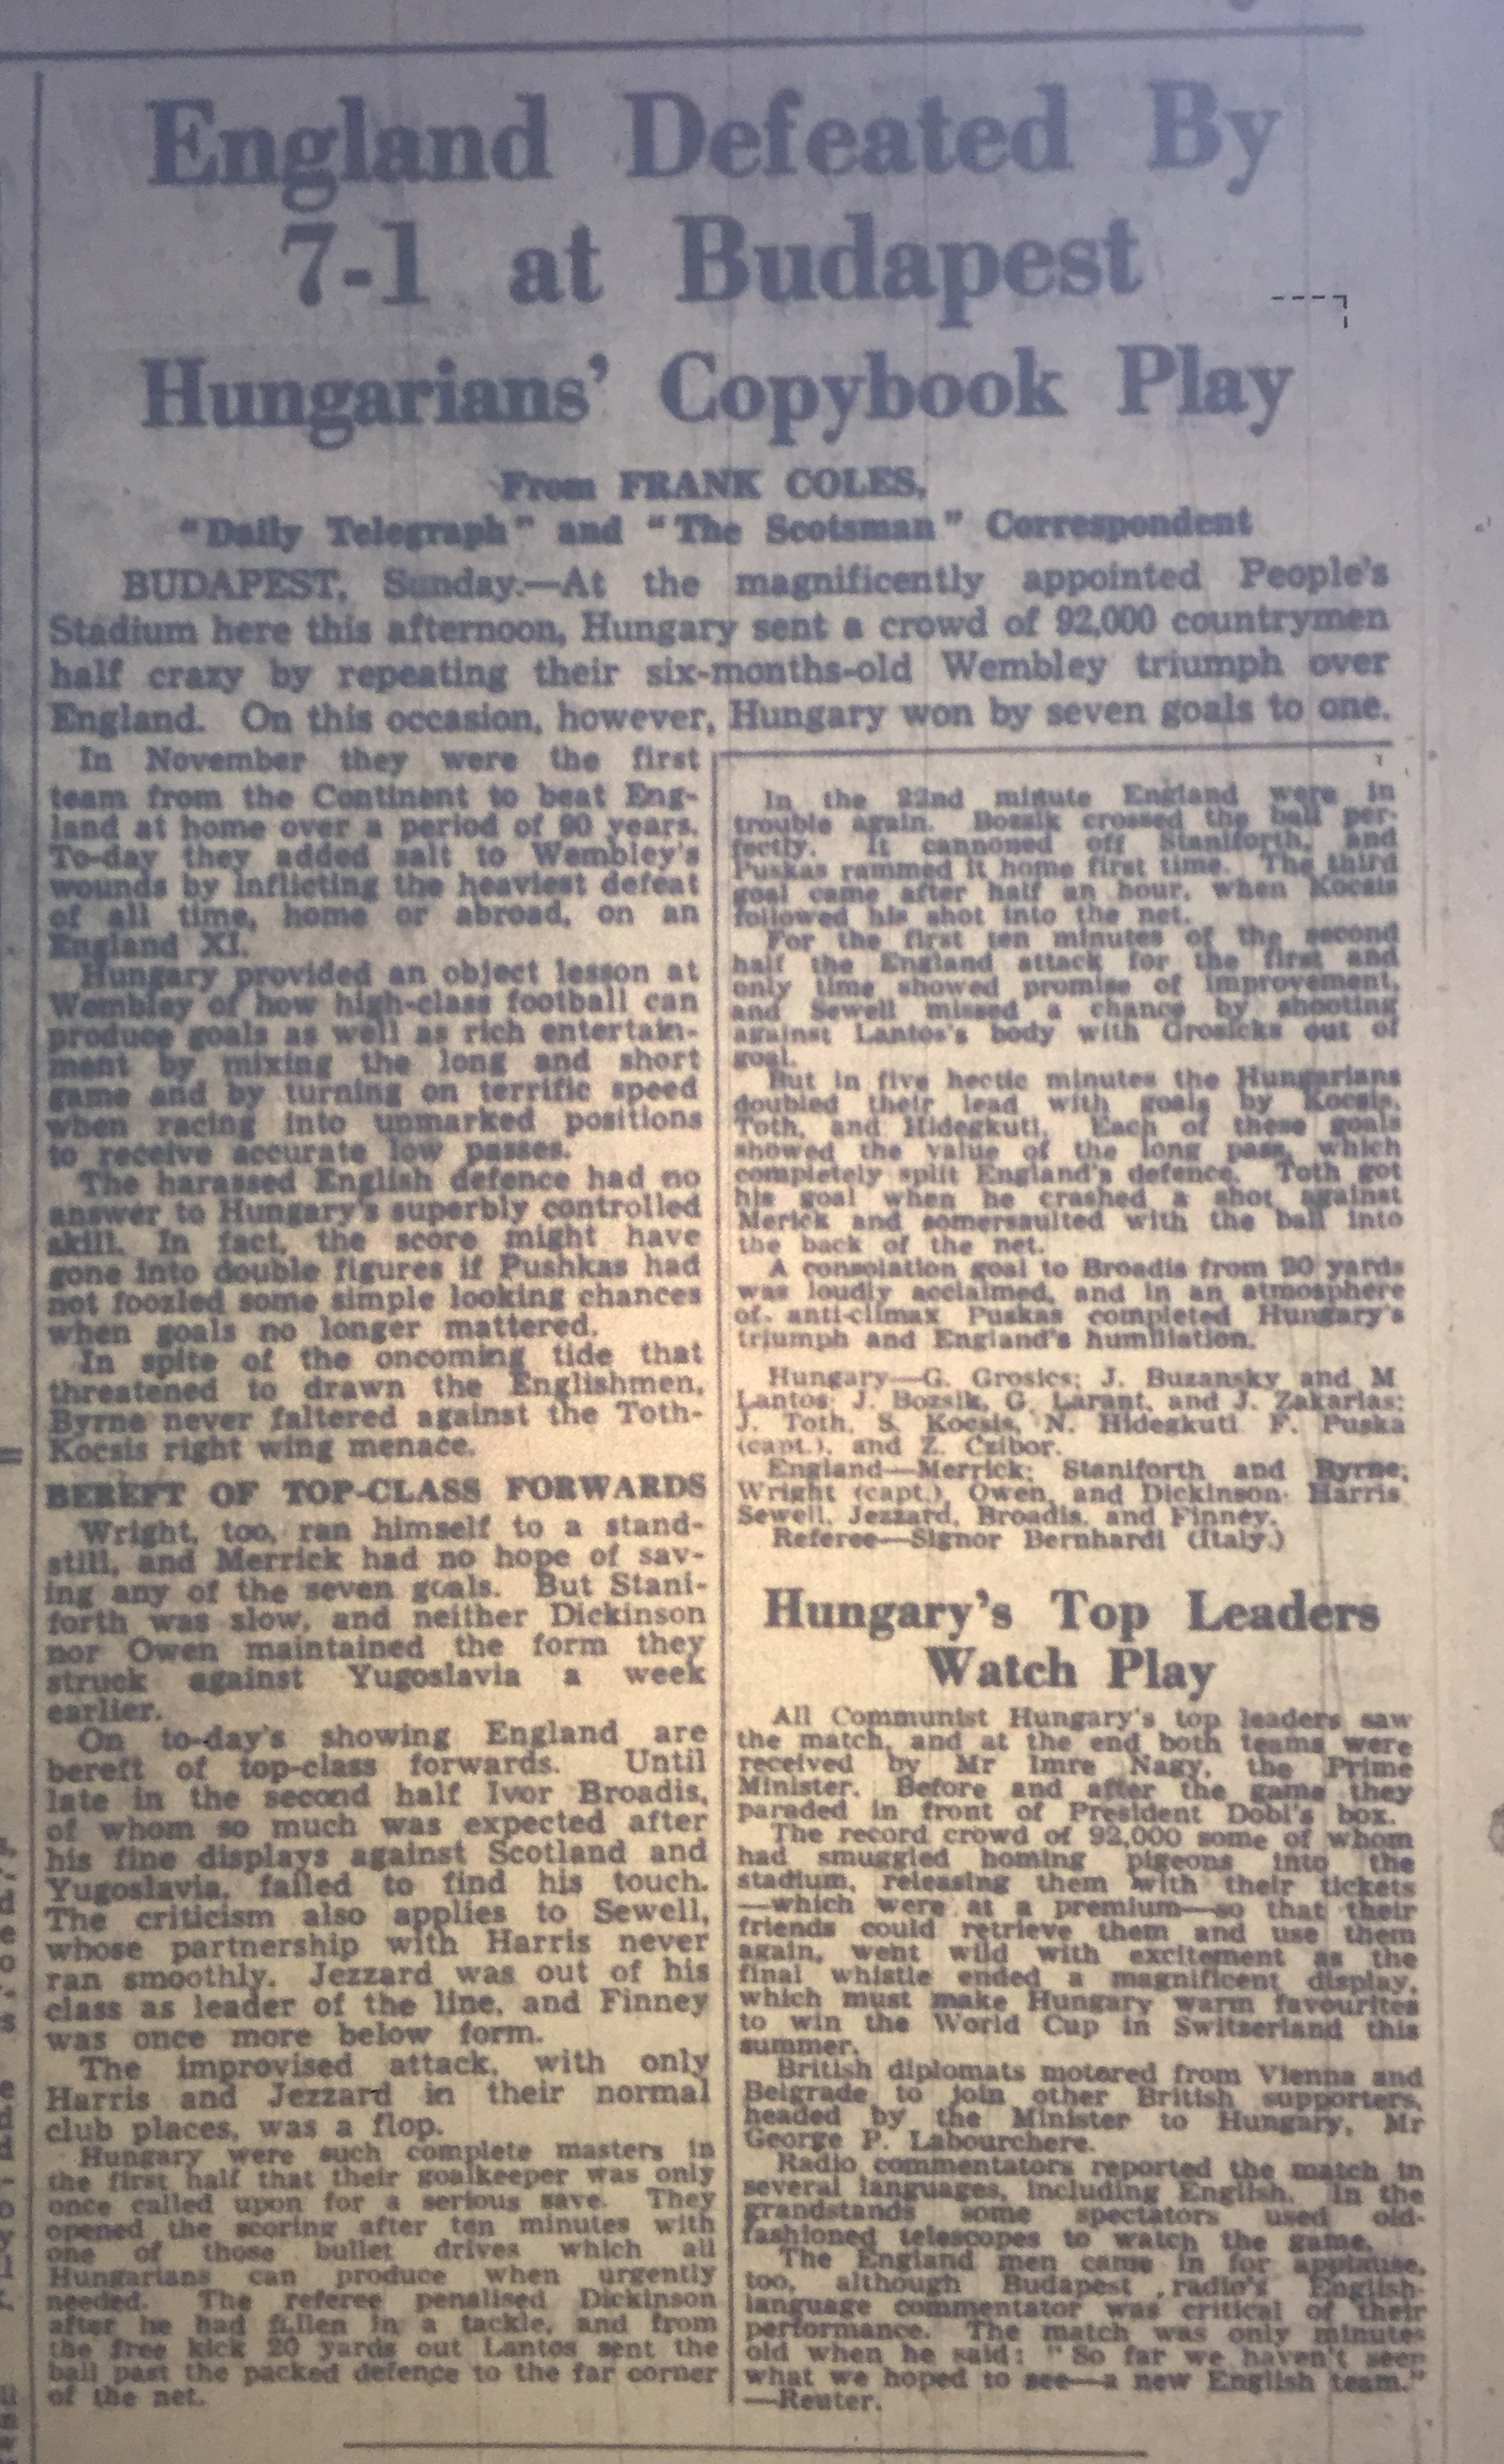 England Defeated By
7-1 at Budapest
Hungarians' Copybook Play
From FRANK COLES,
"Daily Telegraph" and "The Scotsman" Correspondent
BUDAPEST, Sunday.—At the magnificently appointed People's
Stadium here this afternoon, Hungary sent a crowd of 92,000 countrymen
half crazy by repeating their six-months-old Wembley triumph over
England. On this occasion, however, Hungary won by seven goals to one.
In November they were the first
team from the Continent to beat Eng-
land at home over a period of 90 years.
To-day they added salt to Wembley's
wounds by inflicting the heaviest defeat
of all time, home or abroad, on an
England XI.
Hungary provided an object lesson at
Wembley of how high-class football can
produce goals as well as rich entertain-
ment by mixing the long and short
game and by turning on terrific speed
when racing into unmarked positions
to receive accurate low passes.
The harassed English defence had no
answer to Hungary's superbly controlled
skill. In fact, the score might have
gone into double figures if Pushkas had
not foozled some simple looking chances
when goals no longer mattered.
In spite of the oncoming tide that
threatened to drawn the Englishmen,
Byrne never faltered against the Toth-
Kocsis right wing menace.
BEREFT OF TOP-CLASS FORWARDS
Wright, too, ran himself to a stand-
still, and Merrick had no hope of sav-
ing any of the seven goals. But Stani-
forth was slow, and neither Dickinson
nor Owen maintained the form they
struck against Yugoslavia a week
earlier.
On to-day's showing England are
bereft of top-class forwards. Until
late in the second half Ivor Broadis,
of whom so much was expected after
his fine displays against Scotland and
Yugoslavia, failed to find his touch.
The criticism also applies to Sewell,
whose partnership with Harris never
ran smoothly. Jezzard was out of his
class as leader of the line, and Finney
was once more below form.
The improvised attack, with only
Harris and Jezzard in their normal
club places, was a flop.
Hungary were such complete masters in
the first half that their goalkeeper was only
once called upon for a serious save. They
opened the scoring after ten minutes with
one of those bullet drives which all
Hungarians can produce when urgently
needed. The referee penalised Dickinson
after he had fallen in a tackle, and from
the free kick 20 yards out Lantos sent the
ball past the packed defence to the far corner
of the net.
In the 22nd minute England were in
trouble again. Bossik crossed the ball per-
fectly. It cannoned off Staniforth, and
Puskas rammed it home first time. The third
goal came after half an hour, when Kocsis
followed his shot into the net.
For the first ten minutes of the second
half the England attack for the first and
only time showed promise of improvement,
and Sewell missed a chance by shooting
against Lantos's body with Grosicks out of
goal.
But in five hectic minutes the Hungarians
doubled their lead with goals by Kocsis,
Toth, and Hidegkuti. Each of these goals
showed the value of the long pass, which
completely split England's defence. Toth got
his goal when he crashed a shot against
Merick and somersaulted with the ball into
the back of the net.
A consolation goal to Broadis from 20 yards
was loudly acclaimed, and in an atmosphere
of anti-climax Puskas completed Hungary's
triumph and England's humiliation.
Hungary—G. Grosics; J. Buzansky and M
Lantos; J. Bozsik, G. Larant, and J. Zakarias;
J. Toth, S. Kocsis, N. Hidegkuti F. Puska
(capt.), and Z. Czibor.
England—Merrick; Staniforth and Byrne;
Wright (capt.), Owen, and Dickinson; Harris
Sewell, Jezzard, Broadis, and Finney.
Referee—Signor Bernhardi (Italy.)
Hungary's Top Leaders
Watch Play
All Communist Hungary's top leaders saw
the match, and at the end both teams were
received by Mr Imre Nagy, the Prime
Minister. Before and after the game they
paraded in front of President Dobi's box.
The record crowd of 92,000 some of whom
had smuggled homing pigeons into the
stadium, releasing them with their tickets
—which were at a premium—so that their
friends could retrieve them and use them
again, went wild with excitement as the
final whistle ended a magnificent display,
which must make Hungary warm favourites
to win the World Cup in Switzerland this
summer.
British diplomats motored from Vienna and
Belgrade to join other British supporters,
headed by the Minister to Hungary, Mr
George P. Labourchere.
Radio commentators reported the match in
several languages, including English. In the
grandstands some spectators used old-
fashioned telescopes to watch the game.
The England men came in for applause,
too, although Budapest radio's English-
language commentator was critical of their
performance. The match was only minutes
old when he said: "So far we haven't seen
what we hoped to see—a new English team."
—Reuter.